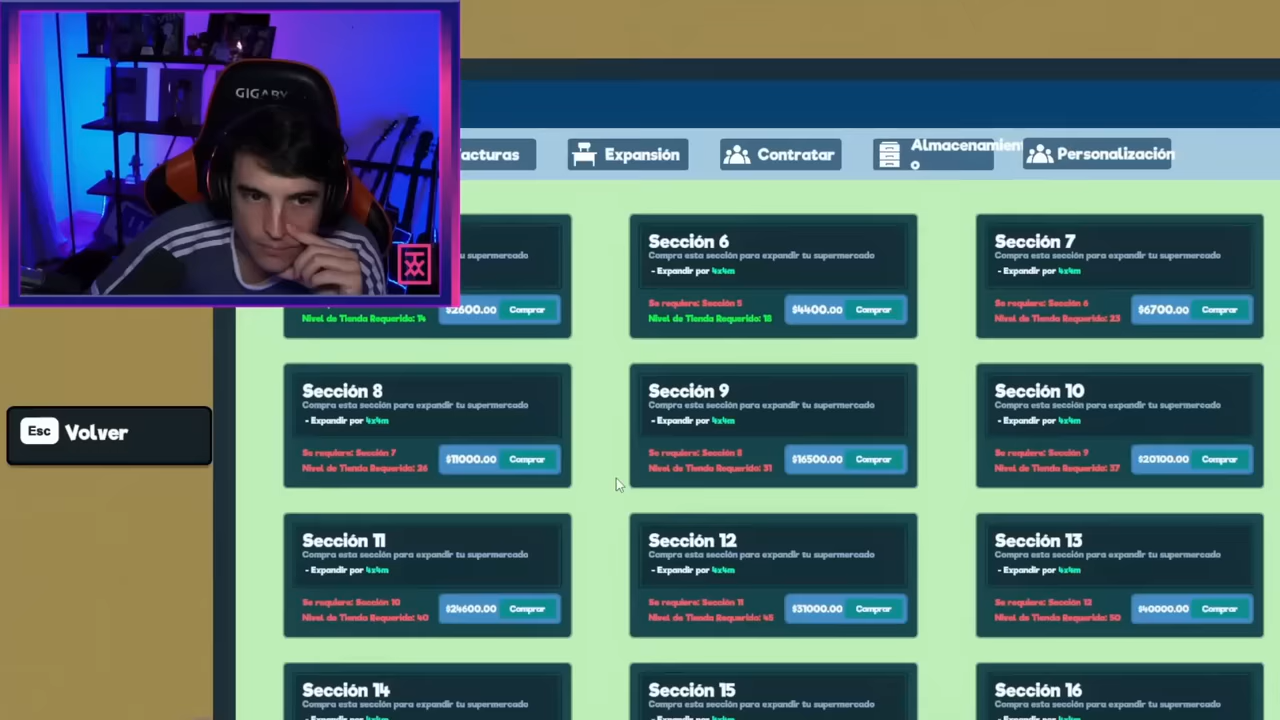 GIGABY
acturas
Expansión
Contratar
Almacenamien
o
Personalización
supermercado
Nivel de Tienda Requerido: 14
$2600.00 Comprar
Sección 6
Compra esta sección para expandir tu supermercado
- Expandir por 4x4m
Se requiere: Sección 5
Nivel de Tienda Requerido: 18
$4400.00 Comprar
Sección 7
Compra esta sección para expandir tu supermercado
- Expandir por 4x4m
Se requiere: Sección 6
Nivel de Tienda Requerido: 23
$6700.00 Comprar
Esc Volver
Sección 8
Compra esta sección para expandir tu supermercado
- Expandir por 4x4m
Se requiere: Sección 7
Nivel de Tienda Requerido: 26
$11000.00 Comprar
Sección 9
Compra esta sección para expandir tu supermercado
- Expandir por 4x4m
Se requiere: Sección 8
Nivel de Tienda Requerido: 31
$16500.00 Comprar
Sección 10
Compra esta sección para expandir tu supermercado
- Expandir por 4x4m
Se requiere: Sección 9
Nivel de Tienda Requerido: 37
$20100.00 Comprar
Sección 11
Compra esta sección para expandir tu supermercado
- Expandir por 4x4m
Se requiere: Sección 10
Nivel de Tienda Requerido: 40
$24600.00 Comprar
Sección 12
Compra esta sección para expandir tu supermercado
- Expandir por 4x4m
Se requiere: Sección 11
Nivel de Tienda Requerido: 45
$31000.00 Comprar
Sección 13
Compra esta sección para expandir tu supermercado
- Expandir por 4x4m
Se requiere: Sección 12
Nivel de Tienda Requerido: 50
$40000.00 Comprar
Sección 14
Compra esta sección para expandir tu supermercado
Sección 15
Compra esta sección para expandir tu supermercado
Sección 16
Compra esta sección para expandir tu supermercado